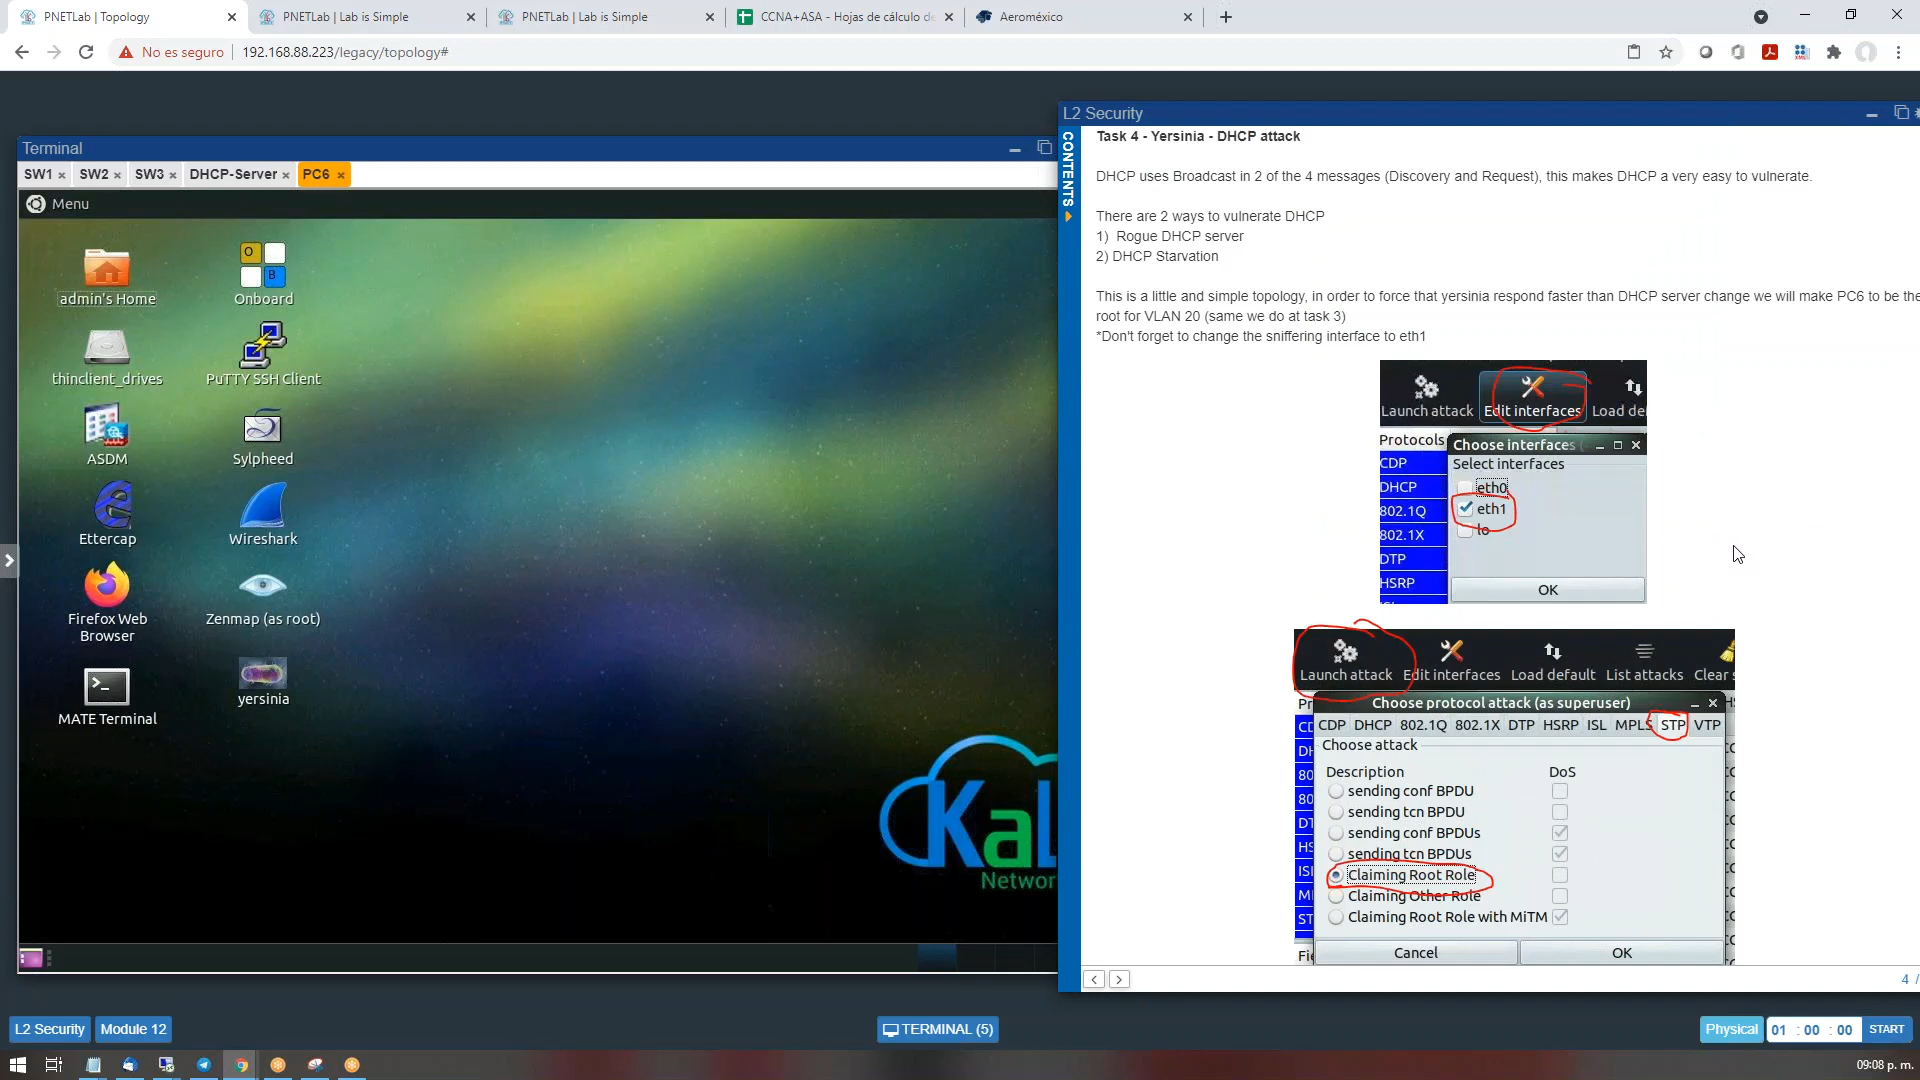 PNETLab | Topology
PNETLab | Lab is Simple
PNETLab | Lab is Simple
CCNA+ASA - Hojas de cálculo de
Aeroméxico
No es seguro
192.168.88.223/legacy/topology#
Terminal
SW1
SW2
SW3
DHCP-Server
PC6
Menu
admin's Home
Onboard
thinclient_drives
PuTTY SSH Client
ASDM
Sylpheed
Ettercap
Wireshark
Firefox Web
Browser
Zenmap (as root)
MATE Terminal
yersinia
Kal
Networ
L2 Security
CONTENTS
Task 4 - Yersinia - DHCP attack
DHCP uses Broadcast in 2 of the 4 messages (Discovery and Request), this makes DHCP a very easy to vulnerate.
There are 2 ways to vulnerate DHCP
1) Rogue DHCP server
2) DHCP Starvation
This is a little and simple topology, in order to force that yersinia respond faster than DHCP server change we will make PC6 to be the
root for VLAN 20 (same we do at task 3)
*Don't forget to change the sniffering interface to eth1
Launch attack
Edit interfaces
Load de
Protocols
CDP
DHCP
802.1Q
802.1X
DTP
HSRP
Choose interfaces
Select interfaces
eth0
eth1
lo
OK
Launch attack
Edit interfaces
Load default
List attacks
Clear s
Choose protocol attack (as superuser)
CDP DHCP 802.1Q 802.1X DTP HSRP ISL MPLS STP VTP
Choose attack
Description DoS
sending conf BPDU
sending tcn BPDU
sending conf BPDUs
sending tcn BPDUs
Claiming Root Role
Claiming Other Role
Claiming Root Role with MiTM
Cancel
OK
4 /
L2 Security
Module 12
TERMINAL (5)
Physical
01 : 00 : 00
START
09:08 p. m.